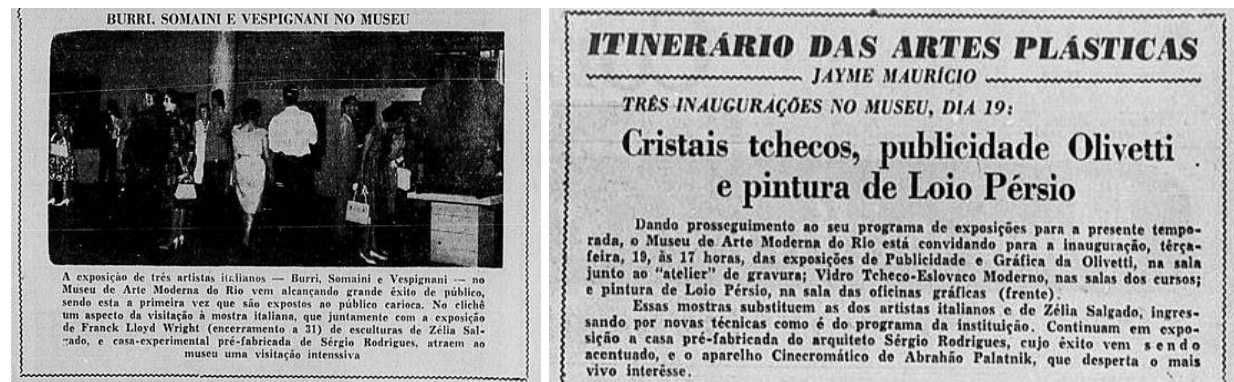 BURRI, SOMAINI E VESPIGNANI NO MUSEU
A exposição de três artistas italianos — Burri, Somaini e Vespignani — no
Museu de Arte Moderna do Rio vem alcançando grande êxito de público,
sendo esta a primeira vez que são expostos ao público carioca. No clichê
um aspecto da visitação à mostra italiana, que juntamente com a exposição
de Franck Lloyd Wright (encerramento a 31) de esculturas de Zélia Sal-
gado, e casa-experimental pré-fabricada de Sérgio Rodrigues, atraem ao
museu uma visitação intenssiva
ITINERÁRIO DAS ARTES PLÁSTICAS
JAYME MAURÍCIO
TRÊS INAUGURAÇÕES NO MUSEU, DIA 19:
Cristais tchecos, publicidade Olivetti
e pintura de Loio Pérsio
Dando prosseguimento ao seu programa de exposições para a presente tempo-
rada, o Museu de Arte Moderna do Rio está convidando para a inauguração, têrça-
feira, 19, às 17 horas, das exposições de Publicidade e Gráfica da Olivetti, na sala
junto ao "atelier" de gravura; Vidro Tcheco-Eslovaco Moderno, nas salas dos cursos;
e pintura de Loio Pérsio, na sala das oficinas gráficas (frente).
Essas mostras substituem as dos artistas italianos e de Zélia Salgado, ingres-
sando por novas técnicas como é do programa da instituição. Continuam em expo-
sição a casa pré-fabricada do arquiteto Sérgio Rodrigues, cujo êxito vem sendo
acentuado, e o aparelho Cinecromático de Abrahão Palatnik, que desperta o mais
vivo interêsse.